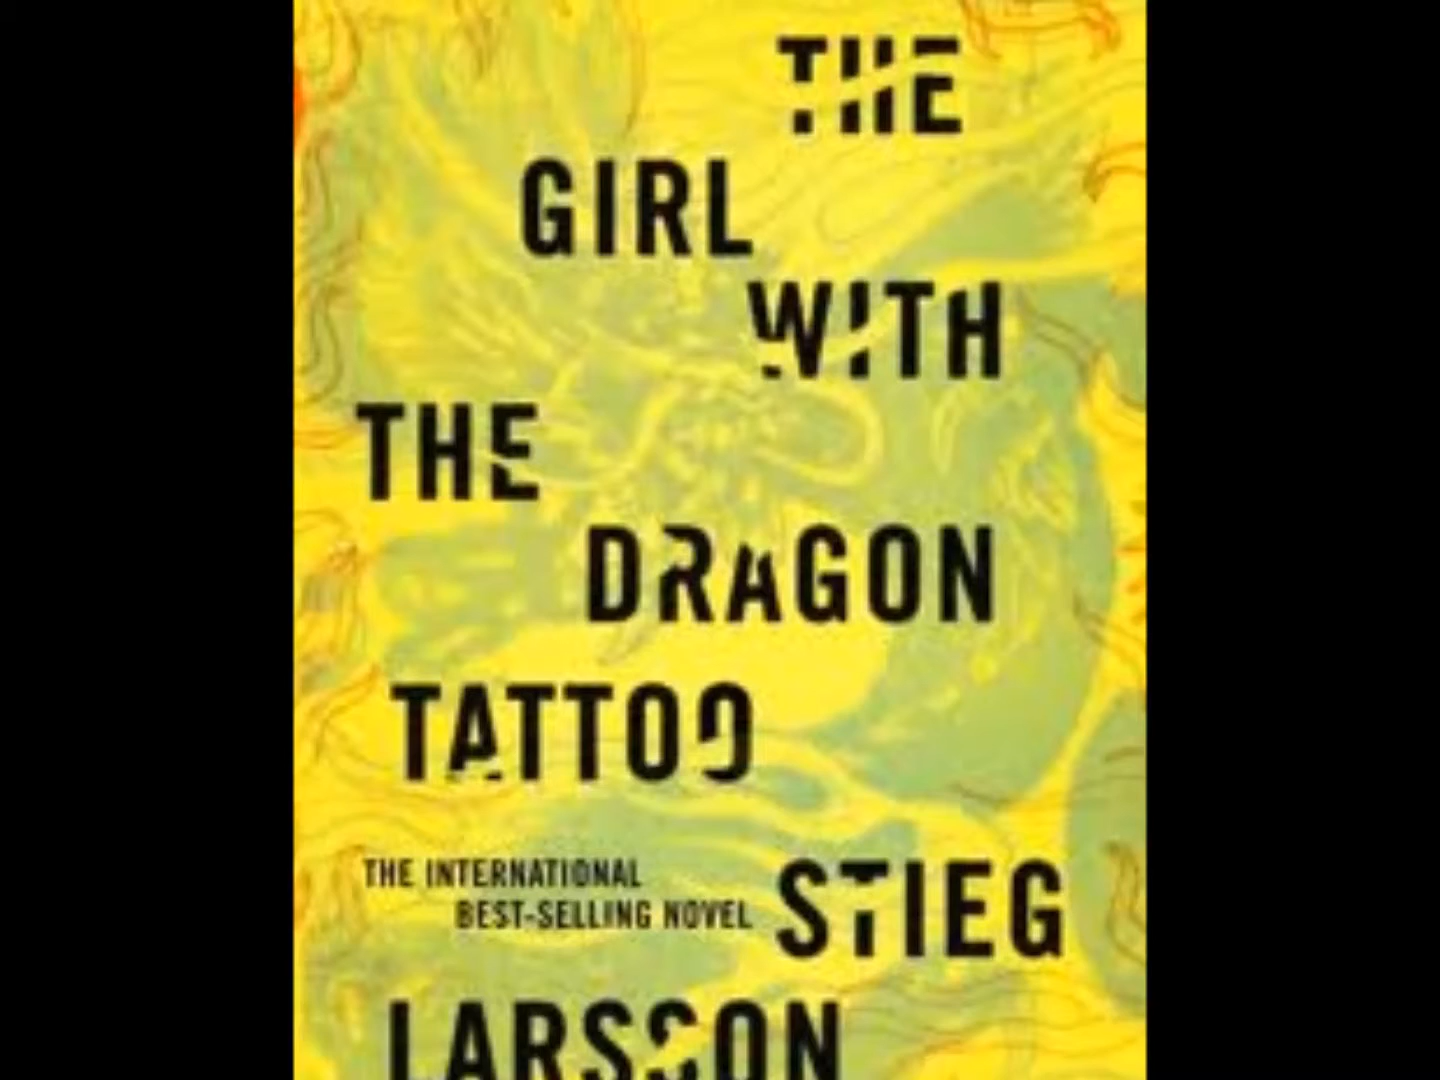 THE
GIRL
WITH
THE
DRAGON
TATTOO
THE INTERNATIONAL
BEST-SELLING NOVEL
STIEG
LARSSON